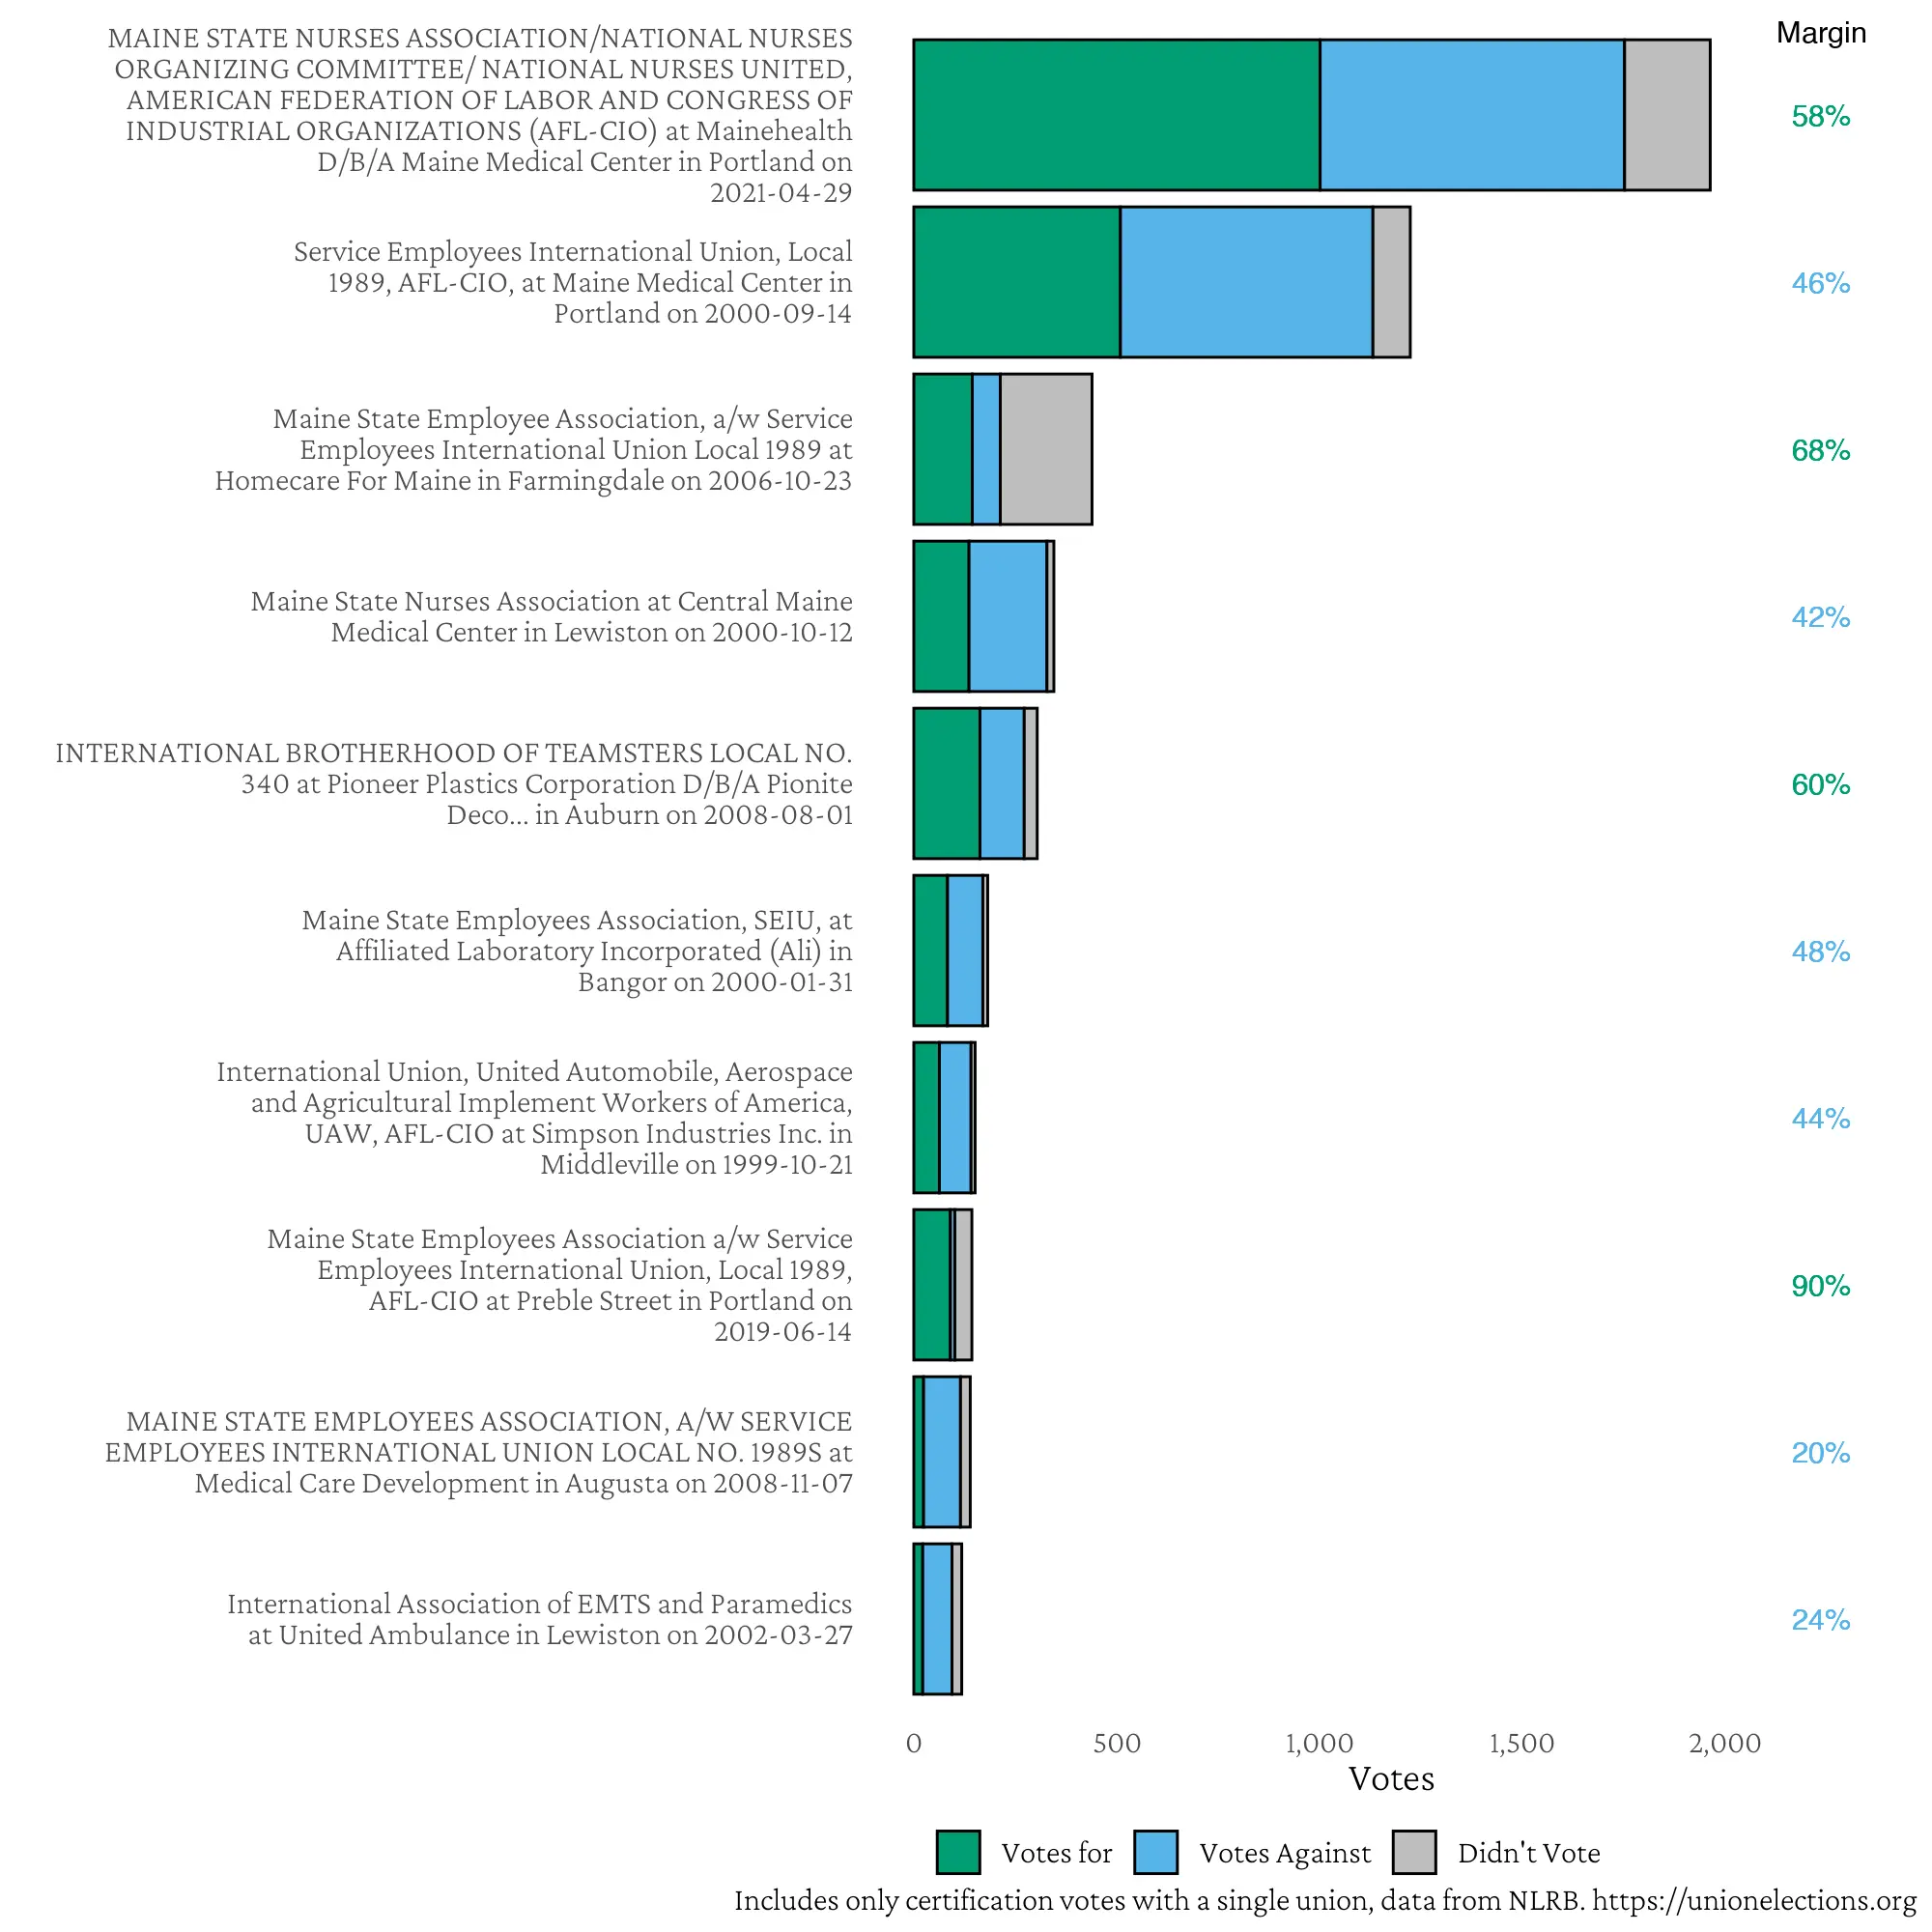 Margin
MAINE STATE NURSES ASSOCIATION/NATIONAL NURSES
ORGANIZING COMMITTEE/ NATIONAL NURSES UNITED,
AMERICAN FEDERATION OF LABOR AND CONGRESS OF
INDUSTRIAL ORGANIZATIONS (AFL-CIO) at Mainehealth
D/B/A Maine Medical Center in Portland on
2021-04-29
58%
Service Employees International Union, Local
1989, AFL-CIO, at Maine Medical Center in
Portland on 2000-09-14
46%
Maine State Employee Association, a/w Service
Employees International Union Local 1989 at
Homecare For Maine in Farmingdale on 2006-10-23
68%
Maine State Nurses Association at Central Maine
Medical Center in Lewiston on 2000-10-12
42%
INTERNATIONAL BROTHERHOOD OF TEAMSTERS LOCAL NO.
340 at Pioneer Plastics Corporation D/B/A Pionite
Deco... in Auburn on 2008-08-01
60%
Maine State Employees Association, SEIU, at
Affiliated Laboratory Incorporated (Ali) in
Bangor on 2000-01-31
48%
International Union, United Automobile, Aerospace
and Agricultural Implement Workers of America,
UAW, AFL-CIO at Simpson Industries Inc. in
Middleville on 1999-10-21
44%
Maine State Employees Association a/w Service
Employees International Union, Local 1989,
AFL-CIO at Preble Street in Portland on
2019-06-14
90%
MAINE STATE EMPLOYEES ASSOCIATION, A/W SERVICE
EMPLOYEES INTERNATIONAL UNION LOCAL NO. 1989S at
Medical Care Development in Augusta on 2008-11-07
20%
International Association of EMTS and Paramedics
at United Ambulance in Lewiston on 2002-03-27
24%
0 500 1,000 1,500 2,000
Votes
Votes for Votes Against Didn't Vote
Includes only certification votes with a single union, data from NLRB. https://unionelections.org